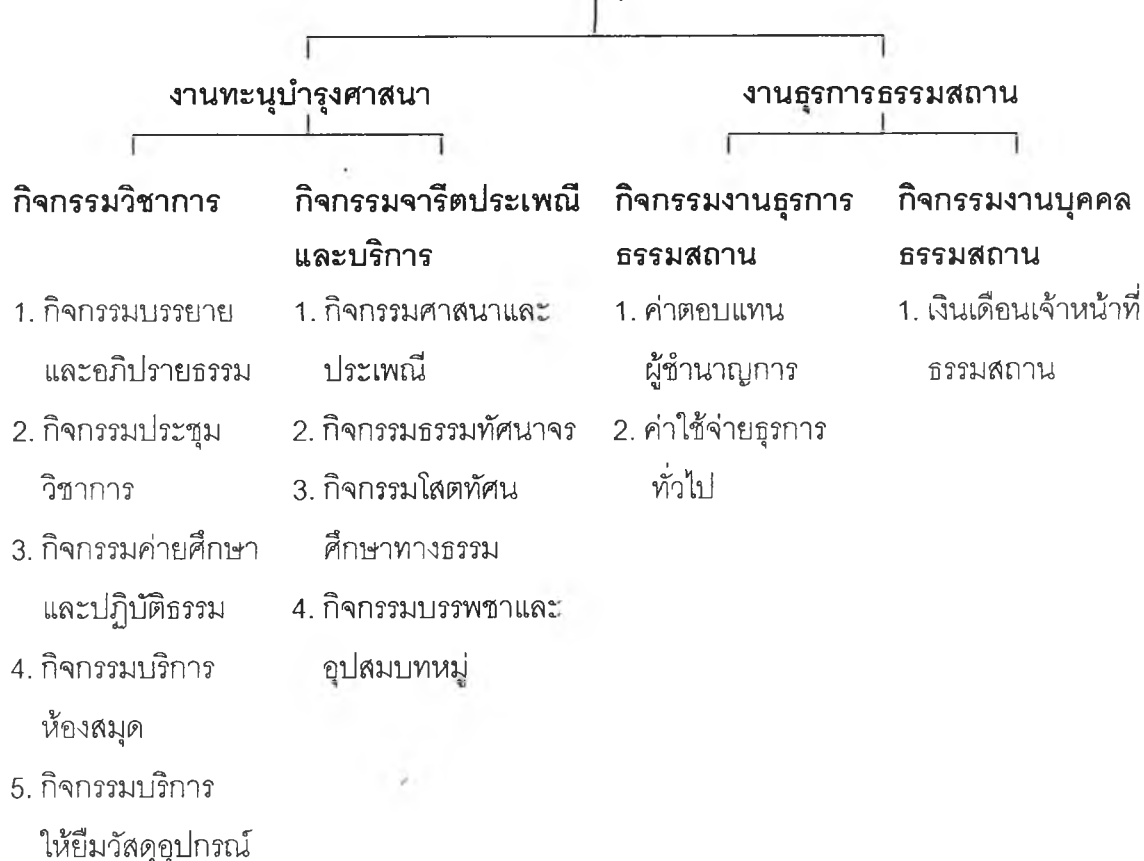 งานทะนุบำรุงศาสนา
งานธุรการธรรมสถาน
กิจกรรมวิชาการ
1. กิจกรรมบรรยาย
และอภิปรายธรรม
2. กิจกรรมประชุม
วิชาการ
3. กิจกรรมค่ายศึกษา
และปฏิบัติธรรม
4. กิจกรรมบริการ
ห้องสมุด
5. กิจกรรมบริการ
ให้ยืมวัสดุอุปกรณ์
กิจกรรมจารีตประเพณี
และบริการ
1. กิจกรรมศาสนาและ
ประเพณี
2. กิจกรรมธรรมทัศนาจร
3. กิจกรรมโสตทัศน
ศึกษาทางธรรม
4. กิจกรรมบรรพชาและ
อุปสมบทหมู่
กิจกรรมงานธุรการ
ธรรมสถาน
1. ค่าตอบแทน
ผู้ชำนาญการ
2. ค่าใช้จ่ายธุรการ
ทั่วไป
กิจกรรมงานบุคคล
ธรรมสถาน
1. เงินเดือนเจ้าหน้าที่
ธรรมสถาน